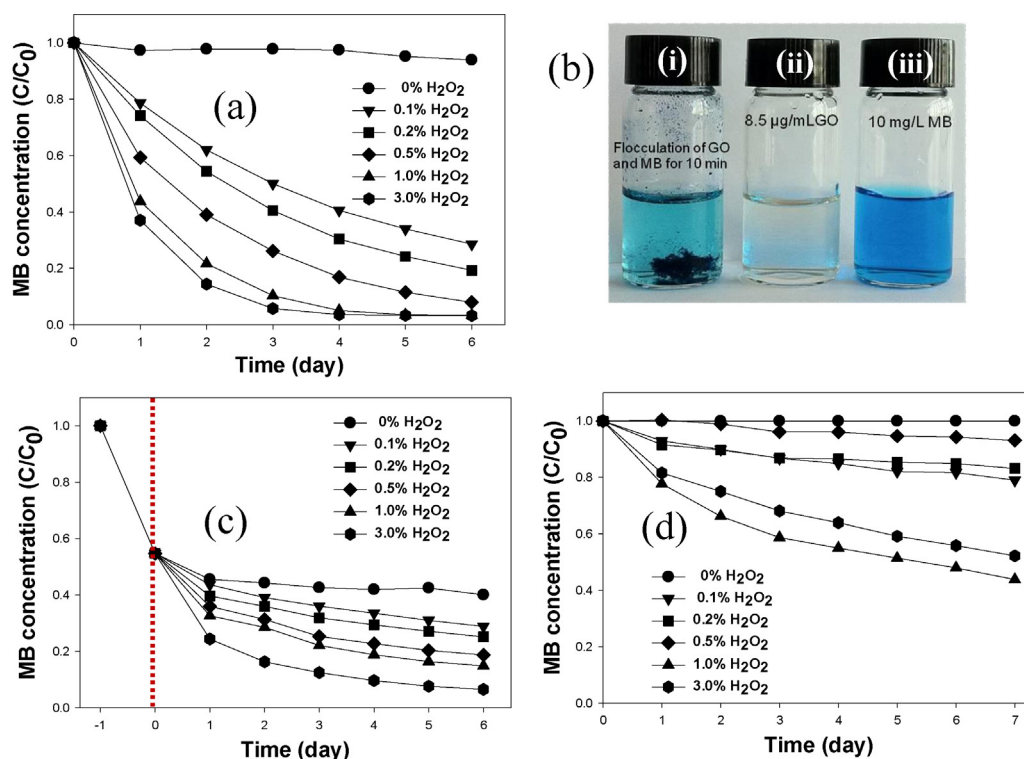 MB concentration (C/C0)
1.0
0.8
0.6
0.4
0.2
0.0
(a)
0% H2O2
0.1% H2O2
0.2% H2O2
0.5% H2O2
1.0% H2O2
3.0% H2O2
0 1 2 3 4 5 6
Time (day)
(b)
(i) (ii) (iii)
Flocculation of GO
and MB for 10 min
8.5 µg/mLGO
10 mg/L MB
MB concentration (C/C0)
1.0
0.8
0.6
0.4
0.2
0.0
(c)
0% H2O2
0.1% H2O2
0.2% H2O2
0.5% H2O2
1.0% H2O2
3.0% H2O2
-1 0 1 2 3 4 5 6
Time (day)
MB concentration (C/C0)
1.0
0.8
0.6
0.4
0.2
0.0
(d)
0% H2O2
0.1% H2O2
0.2% H2O2
0.5% H2O2
1.0% H2O2
3.0% H2O2
0 1 2 3 4 5 6 7
Time (day)